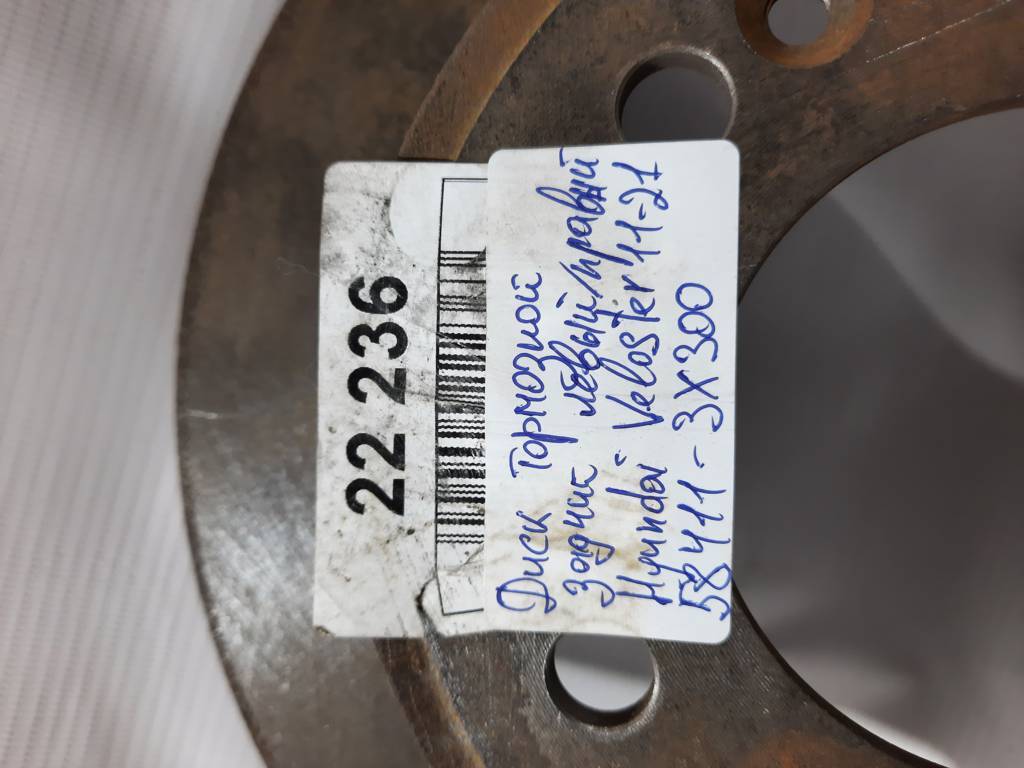 22 236
Диск тормозной
задний левый/правый
Hyundai Veloster 11-21
58411-3X300